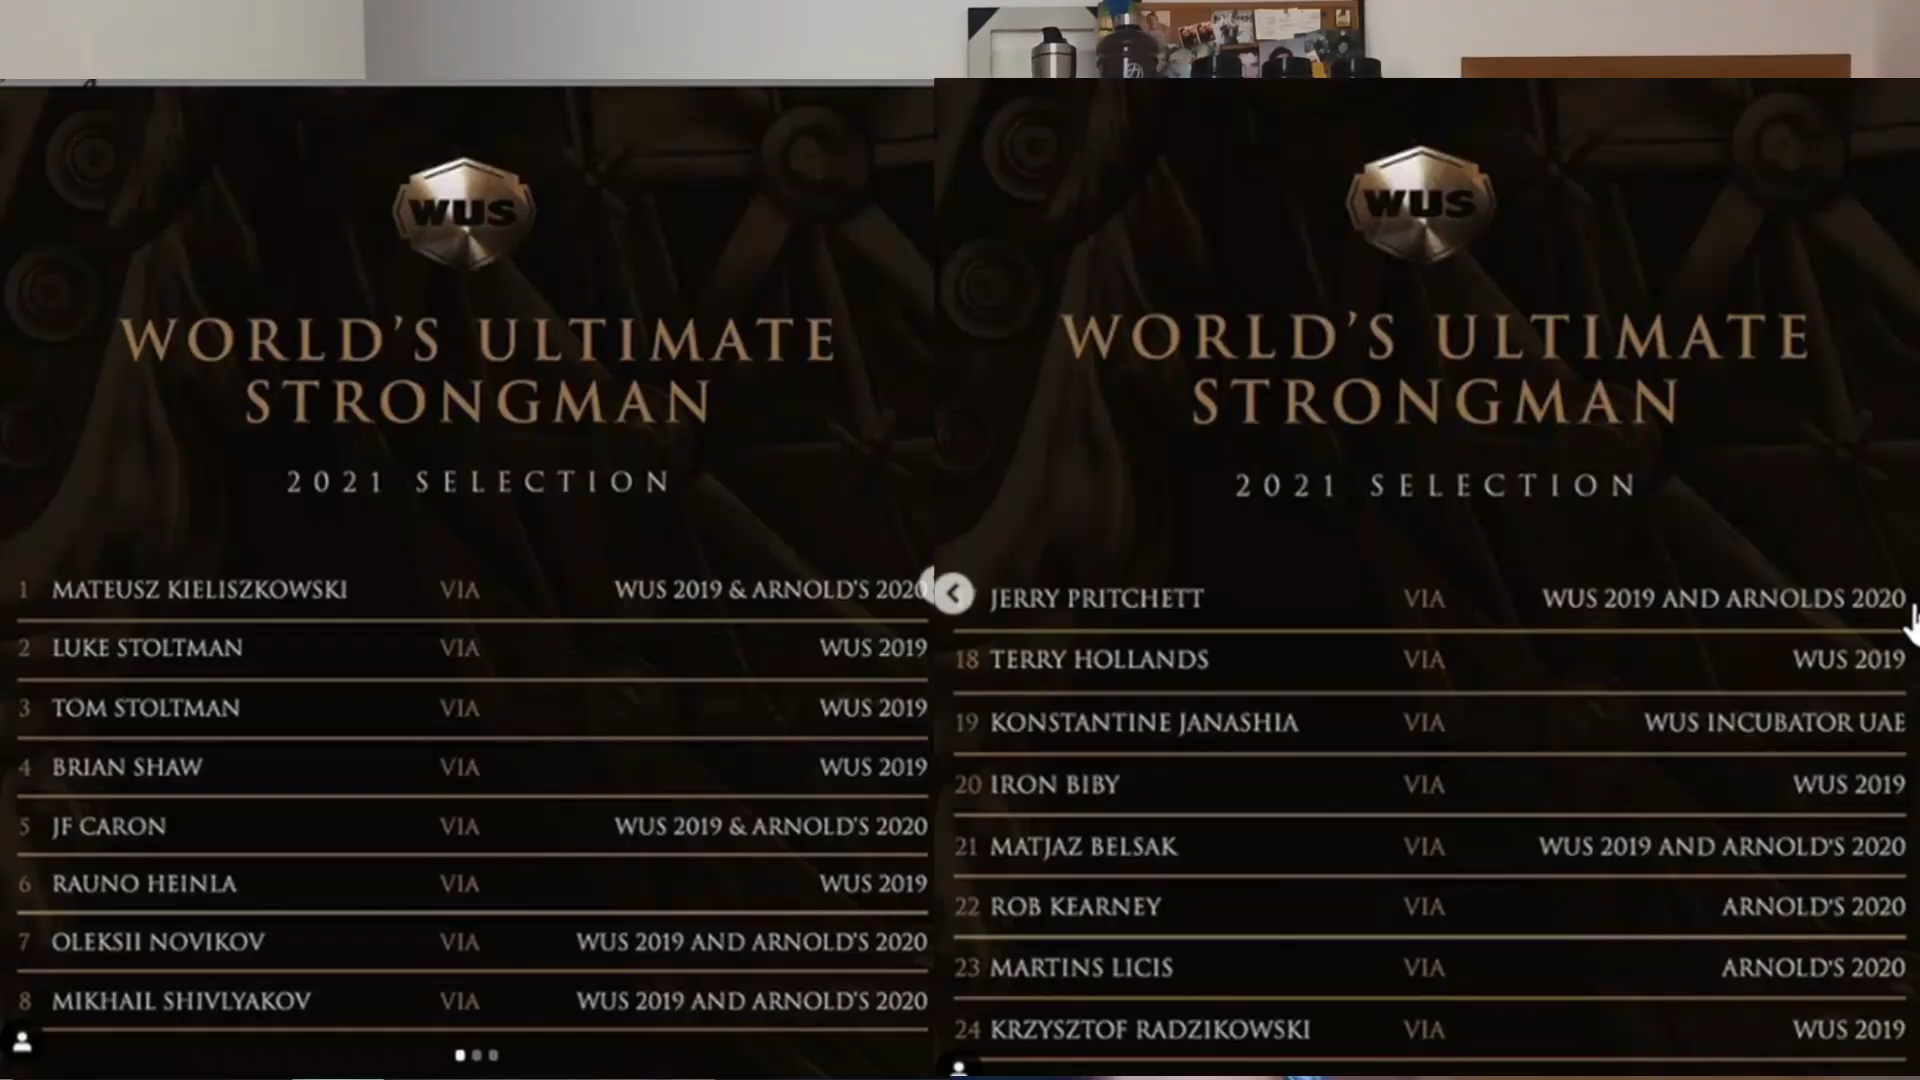 WUS
WORLD'S ULTIMATE
STRONGMAN
2021 SELECTION
1 MATEUSZ KIELISZKOWSKI VIA WUS 2019 & ARNOLD'S 2020
2 LUKE STOLTMAN VIA WUS 2019
3 TOM STOLTMAN VIA WUS 2019
4 BRIAN SHAW VIA WUS 2019
5 JF CARON VIA WUS 2019 & ARNOLD'S 2020
6 RAUNO HEINLA VIA WUS 2019
7 OLEKSII NOVIKOV VIA WUS 2019 AND ARNOLD'S 2020
8 MIKHAIL SHIVLYAKOV VIA WUS 2019 AND ARNOLD'S 2020
WUS
WORLD'S ULTIMATE
STRONGMAN
2021 SELECTION
JERRY PRITCHETT VIA WUS 2019 AND ARNOLDS 2020
18 TERRY HOLLANDS VIA WUS 2019
19 KONSTANTINE JANASHIA VIA WUS INCUBATOR UAE
20 IRON BIBY VIA WUS 2019
21 MATJAZ BELSAK VIA WUS 2019 AND ARNOLD'S 2020
22 ROB KEARNEY VIA ARNOLD'S 2020
23 MARTINS LICIS VIA ARNOLD'S 2020
24 KRZYSZTOF RADZIKOWSKI VIA WUS 2019